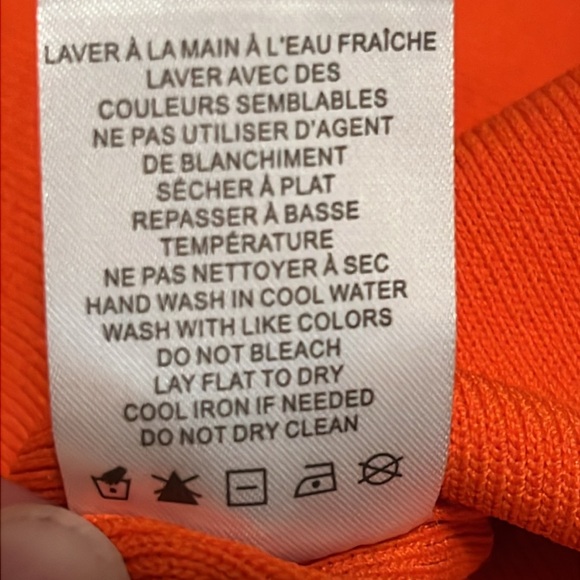 LAVER À LA MAIN À L'EAU FRAÎCHE
LAVER AVEC DES
COULEURS SEMBLABLES
NE PAS UTILISER D'AGENT
DE BLANCHIMENT
SÉCHER À PLAT
REPASSER À BASSE
TEMPÉRATURE
NE PAS NETTOYER À SEC
HAND WASH IN COOL WATER
WASH WITH LIKE COLORS
DO NOT BLEACH
LAY FLAT TO DRY
COOL IRON IF NEEDED
DO NOT DRY CLEAN